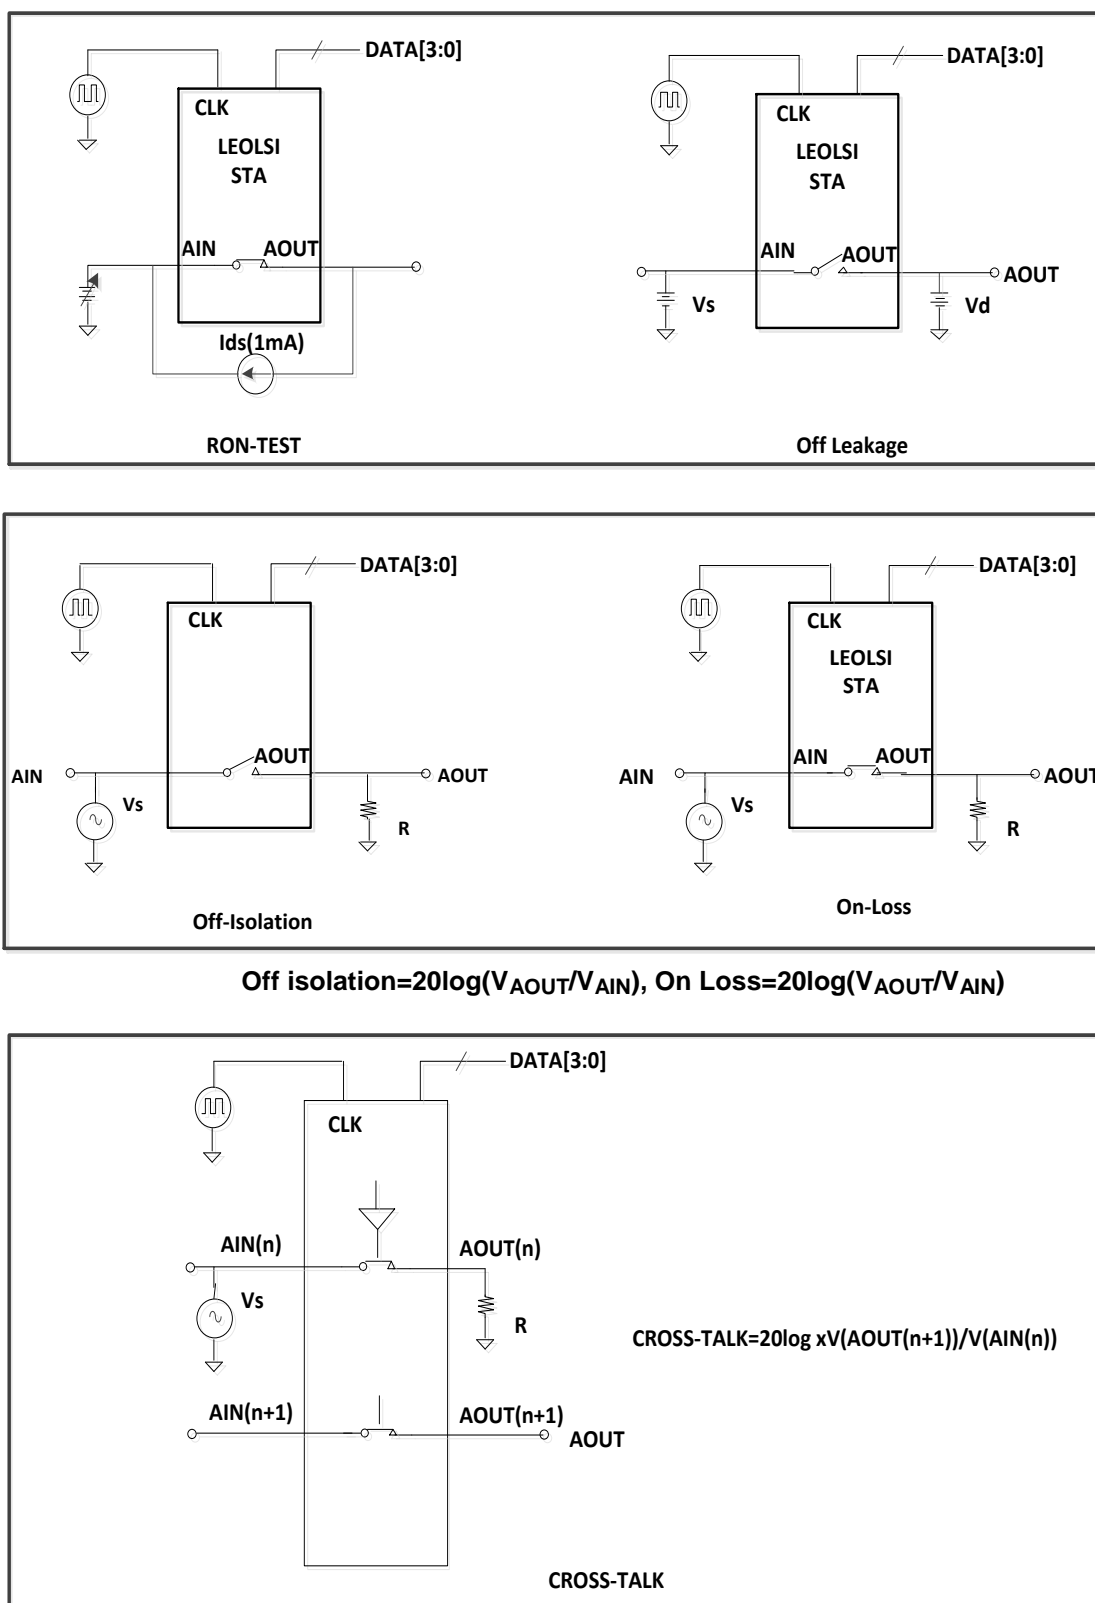 DATA[3:0]
CLK
LEOLSI
STA
AIN
AOUT
Ids(1mA)
RON-TEST
DATA[3:0]
CLK
LEOLSI
STA
AIN
AOUT
AOUT
Vs
Vd
Off Leakage
DATA[3:0]
CLK
AOUT
AIN
AOUT
Vs
R
Off-Isolation
DATA[3:0]
CLK
LEOLSI
STA
AIN
AOUT
AIN
AOUT
Vs
R
On-Loss
Off isolation=20log(VAOUT/VAIN), On Loss=20log(VAOUT/VAIN)
DATA[3:0]
CLK
AIN(n)
AOUT(n)
Vs
R
CROSS-TALK=20log xV(AOUT(n+1))/V(AIN(n))
AIN(n+1)
AOUT(n+1)
AOUT
CROSS-TALK